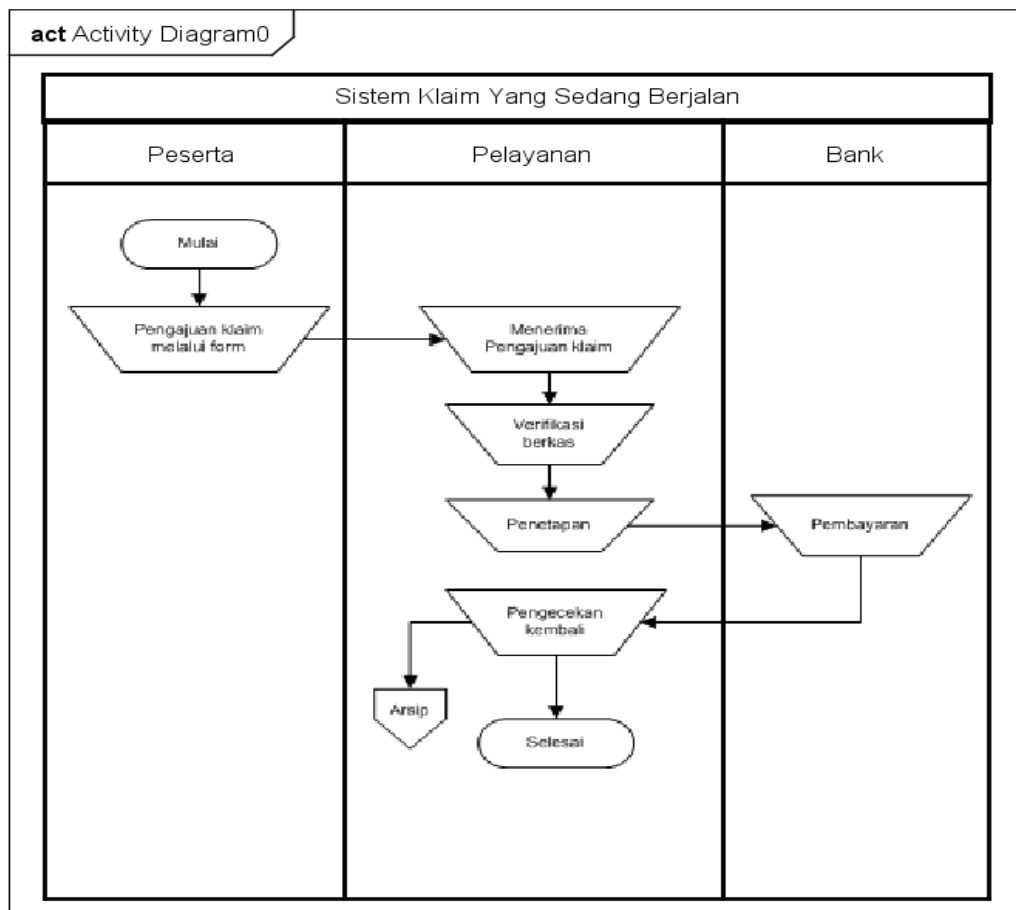 act Activity Diagram0
Sistem Klaim Yang Sedang Berjalan
Peserta
Pelayanan
Bank
Mulai
Pengajuan klaim
melalui form
Menerima
Pengajuan klaim
Verifikasi
berkas
Penetapan
Pembayaran
Pengecekan
kembali
Arsip
Selesai